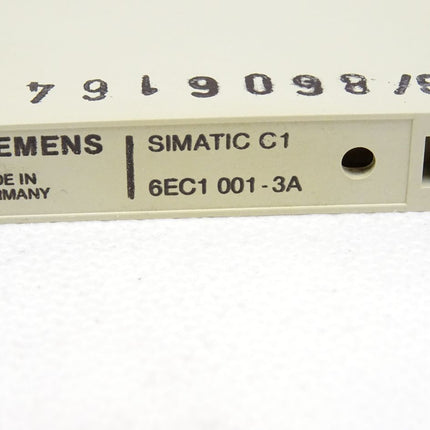 EMENS
DE IN
RMANY
SIMATIC C1
6EC1 001-3A